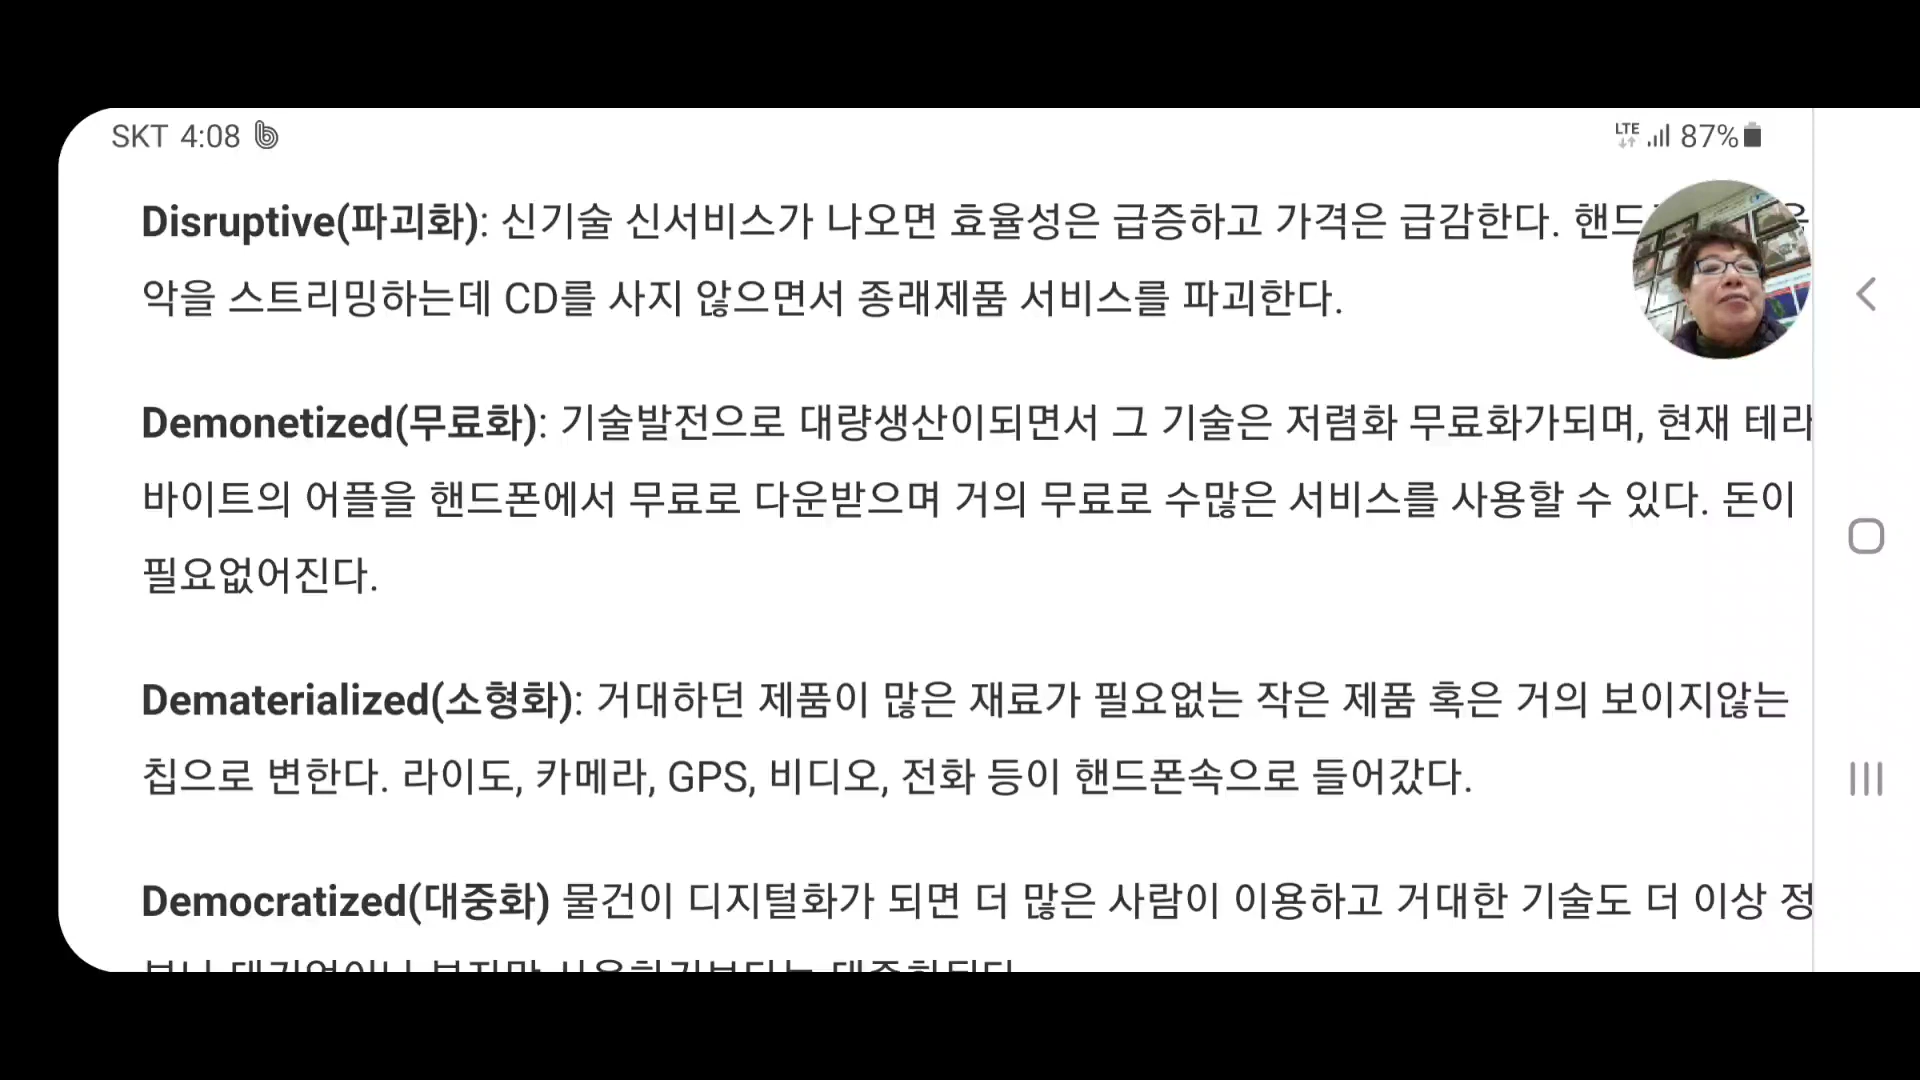 SKT 4:08
LTE 87%
Disruptive(파괴화): 신기술 신서비스가 나오면 효율성은 급증하고 가격은 급감한다.
악을 스트리밍하는데 CD를 사지 않으면서 종래제품 서비스를 파괴한다.
Demonetized(무료화): 기술발전으로 대량생산이되면서 그 기술은 저렴화 무료화가되며, 현재 테라
바이트의 어플을 핸드폰에서 무료로 다운받으며 거의 무료로 수많은 서비스를 사용할 수 있다. 돈이
필요없어진다.
Dematerialized(소형화): 거대하던 제품이 많은 재료가 필요없는 작은 제품 혹은 거의 보이지않는
칩으로 변한다. 라이도, 카메라, GPS, 비디오, 전화 등이 핸드폰속으로 들어갔다.
Democratized(대중화) 물건이 디지털화가 되면 더 많은 사람이 이용하고 거대한 기술도 더 이상 정